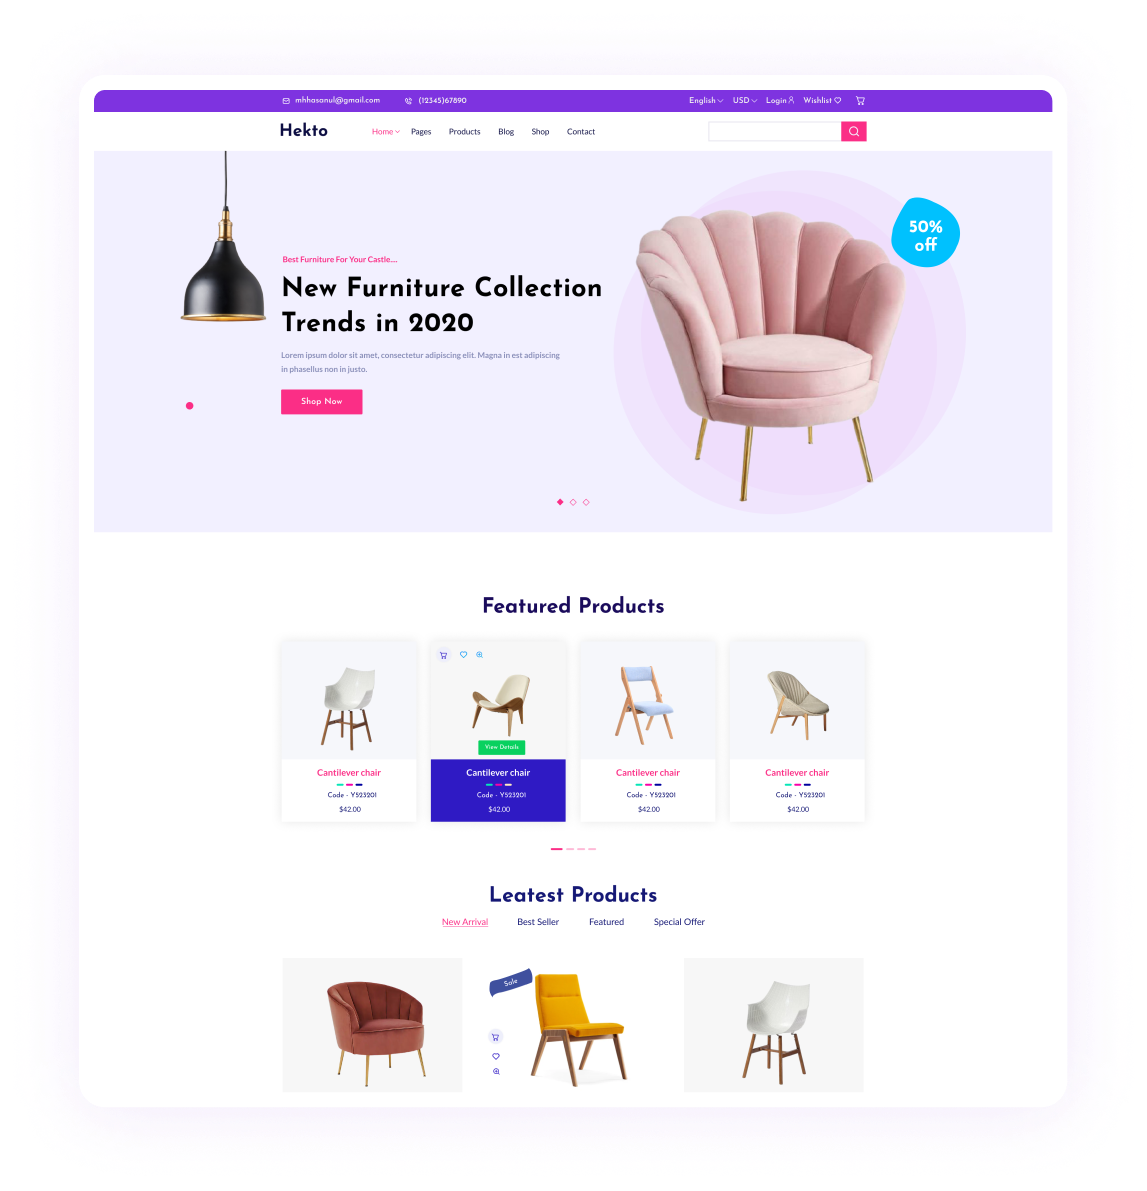 mhhasanul@gmail.com (12345)67890 English USD Login Wishlist
Hekto Home Pages Products Blog Shop Contact
50%
off
Best Furniture For Your Castle....
New Furniture Collection
Trends in 2020
Lorem ipsum dolor sit amet, consectetur adipiscing elit. Magna in est adipiscing
in phasellus non in justo.
Shop Now
Featured Products
View Details
Cantilever chair Cantilever chair Cantilever chair Cantilever chair
Code - Y523201 Code - Y523201 Code - Y523201 Code - Y523201
$42.00 $42.00 $42.00 $42.00
Leatest Products
New Arrival Best Seller Featured Special Offer
Sale